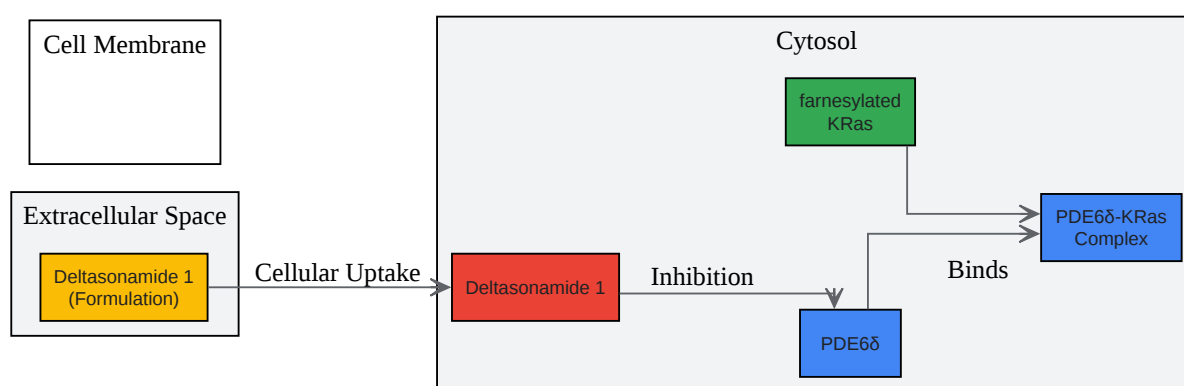 Cell Membrane
Extracellular Space
Deltasonamide 1
(Formulation)
Cellular Uptake
Cytosol
farnesylated
KRas
Deltasonamide 1
Inhibition
PDE6δ
Binds
PDE6δ-KRas
Complex